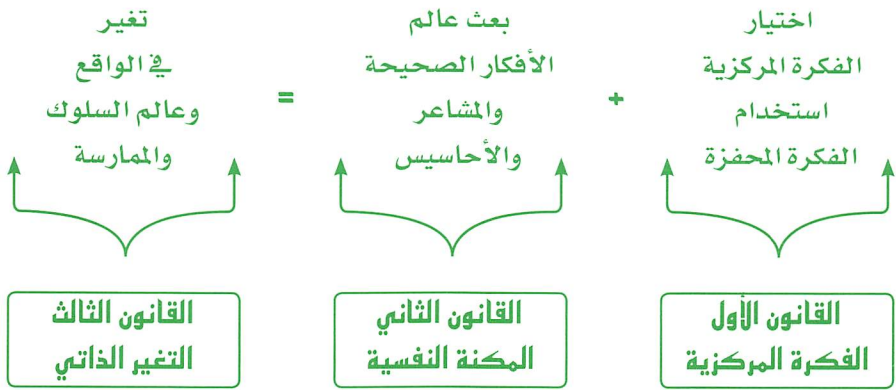 اختيار
الفكرة المركزية
استخدام
الفكرة المحفزة
+
بعث عالم
الأفكار الصحيحة
والمشاعر
والأحاسيس
=
تغير
في الواقع
وعالم السلوك
والممارسة
القانون الأول
الفكرة المركزية
القانون الثاني
المكنة النفسية
القانون الثالث
التغير الذاتي